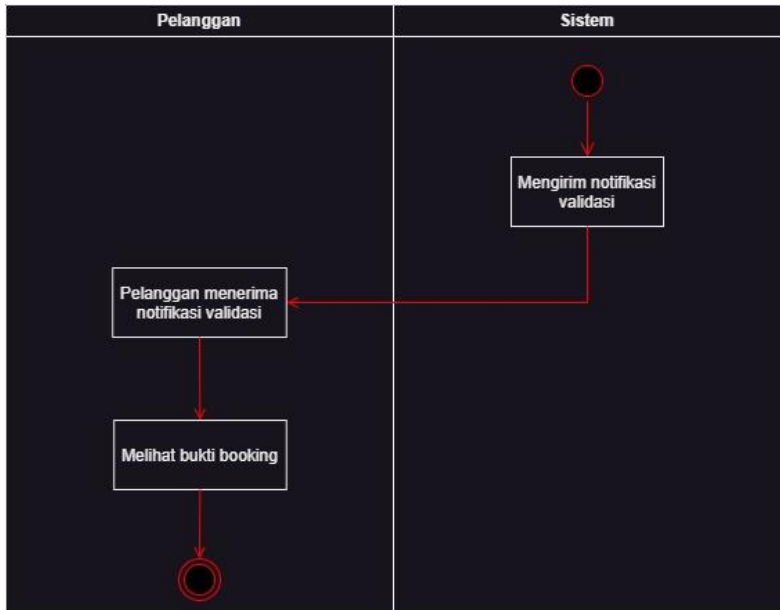 Pelanggan
Sistem
Mengirim notifikasi
validasi
Pelanggan menerima
notifikasi validasi
Melihat bukti booking